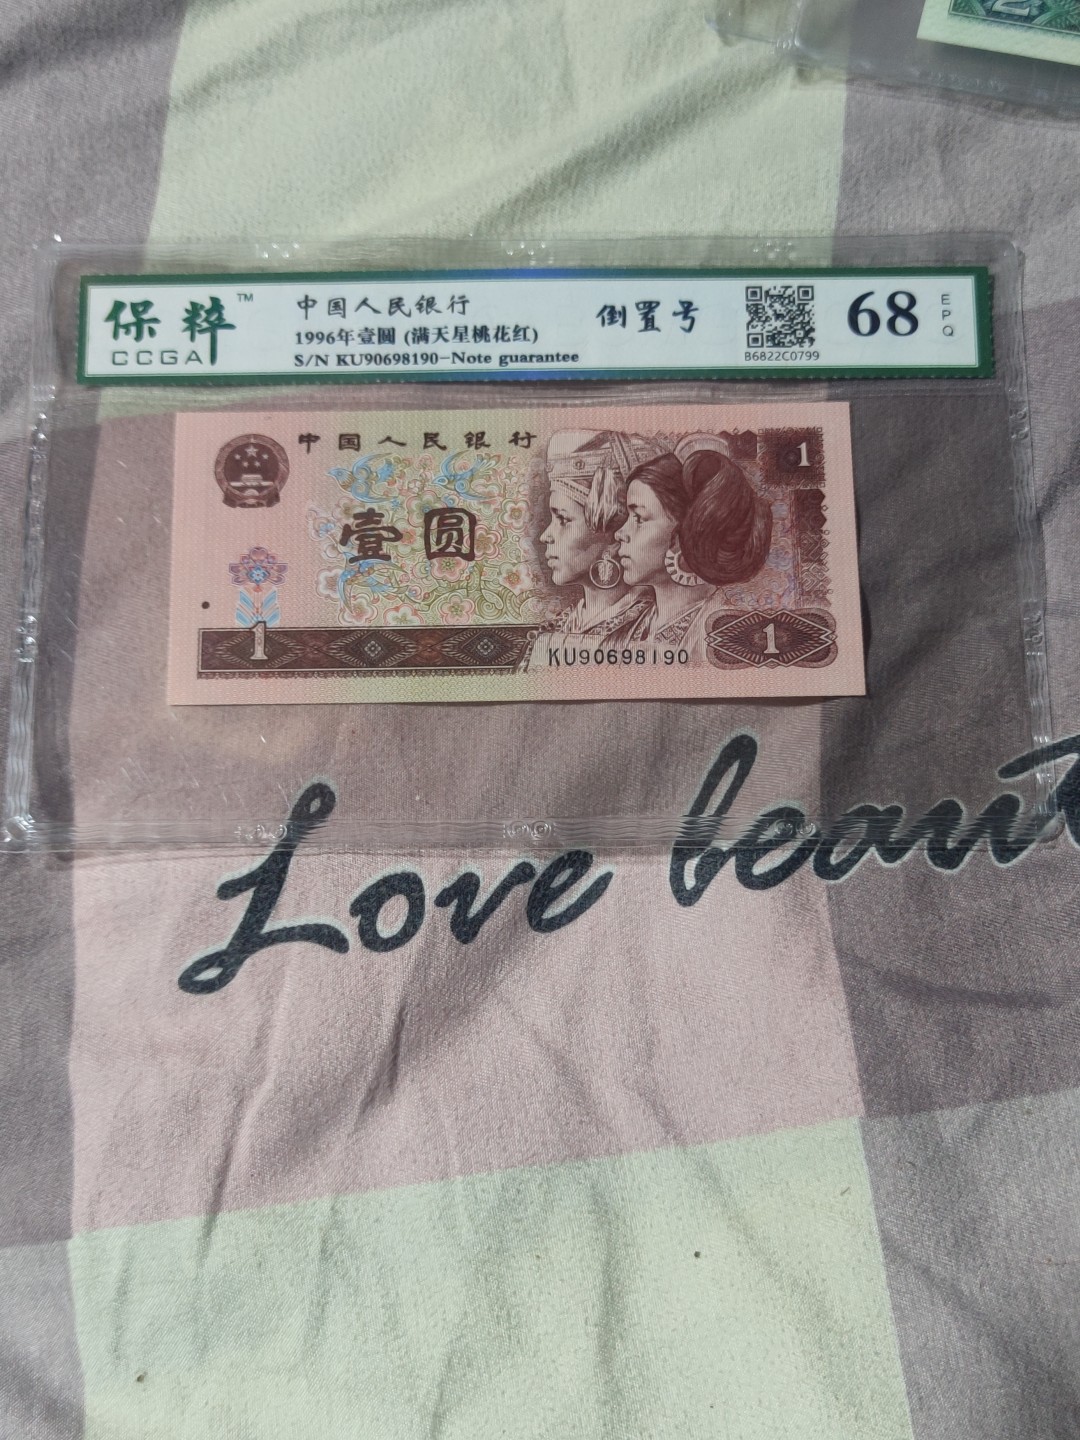 2
保粹™
CCGA
中国人民银行
1996年壹圆 (满天星桃花红)
S/N KU90698190-Note guarantee
倒置号
B6822C0799
68
EPQ
中国人民银行
1
壹圆
1
KU90698190
1
Love beaut